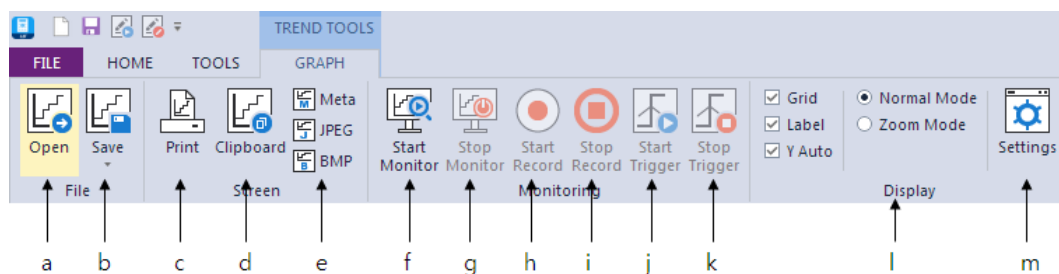 TREND TOOLS
FILE HOME TOOLS GRAPH
Open
Save
Print
Clipboard
M Meta
J JPEG
B BMP
Start Monitor
Stop Monitor
Start Record
Stop Record
Start Trigger
Stop Trigger
Grid
Label
Y Auto
Normal Mode
Zoom Mode
Settings
File Screen Monitoring Display
a b c d e f g h i j k l m